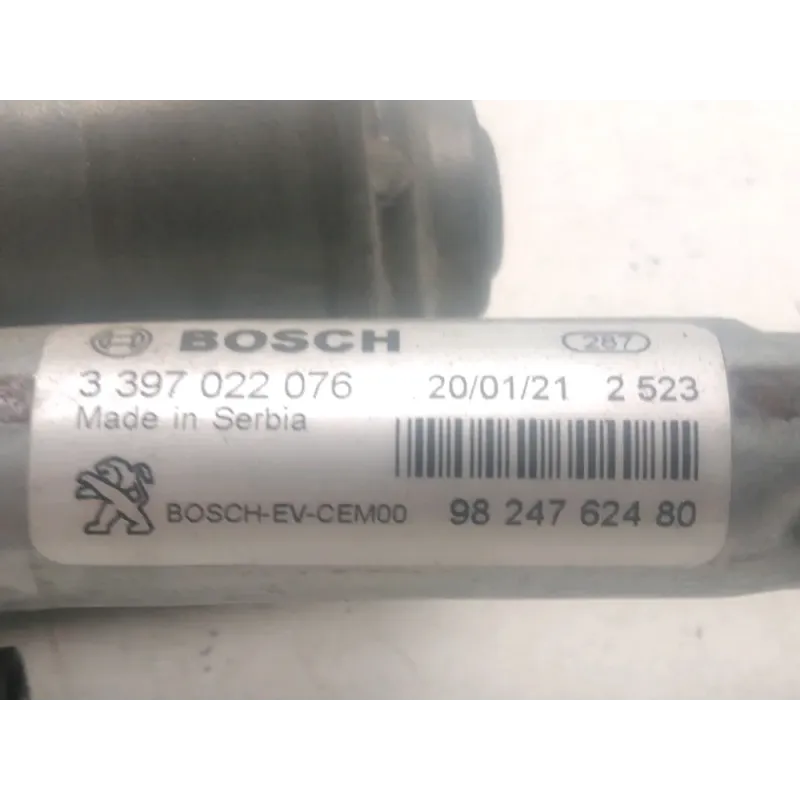 BOSCH 287
3 397 022 076 20/01/21 2 523
Made in Serbia
BOSCH-EV-CEM00 98 247 624 80